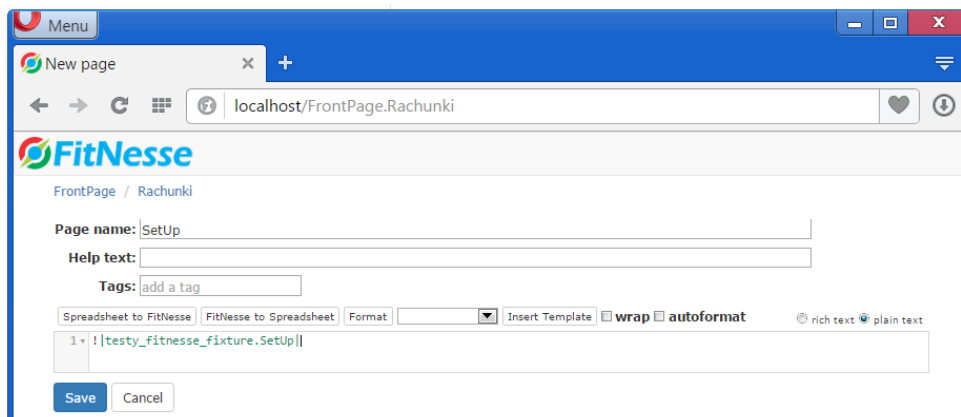 Menu
New page
localhost/FrontPage.Rachunki
FitNesse
FrontPage / Rachunki
Page name: SetUp
Help text:
Tags: add a tag
Spreadsheet to FitNesse FitNesse to Spreadsheet Format Insert Template wrap autoformat rich text plain text
1 !|testy_fitnesse_fixture.SetUp|
Save Cancel